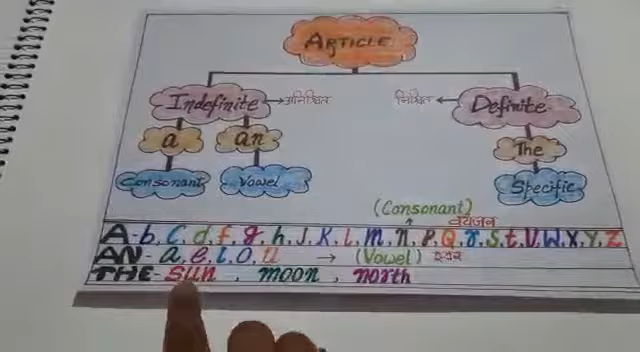 ARTICLE
Indefinite → अनिश्चित
निश्चित ← Definite
a an
The
Consonant Vowel
Specific
(Consonant)
व्यंजन
A-b, C, d, f, g, h, J, K, l, m, n, P, Q, r, S, t, V, W, X, Y, Z
AN- a, e, i, O, u → (Vowel) स्वर
THE- sun, moon, north